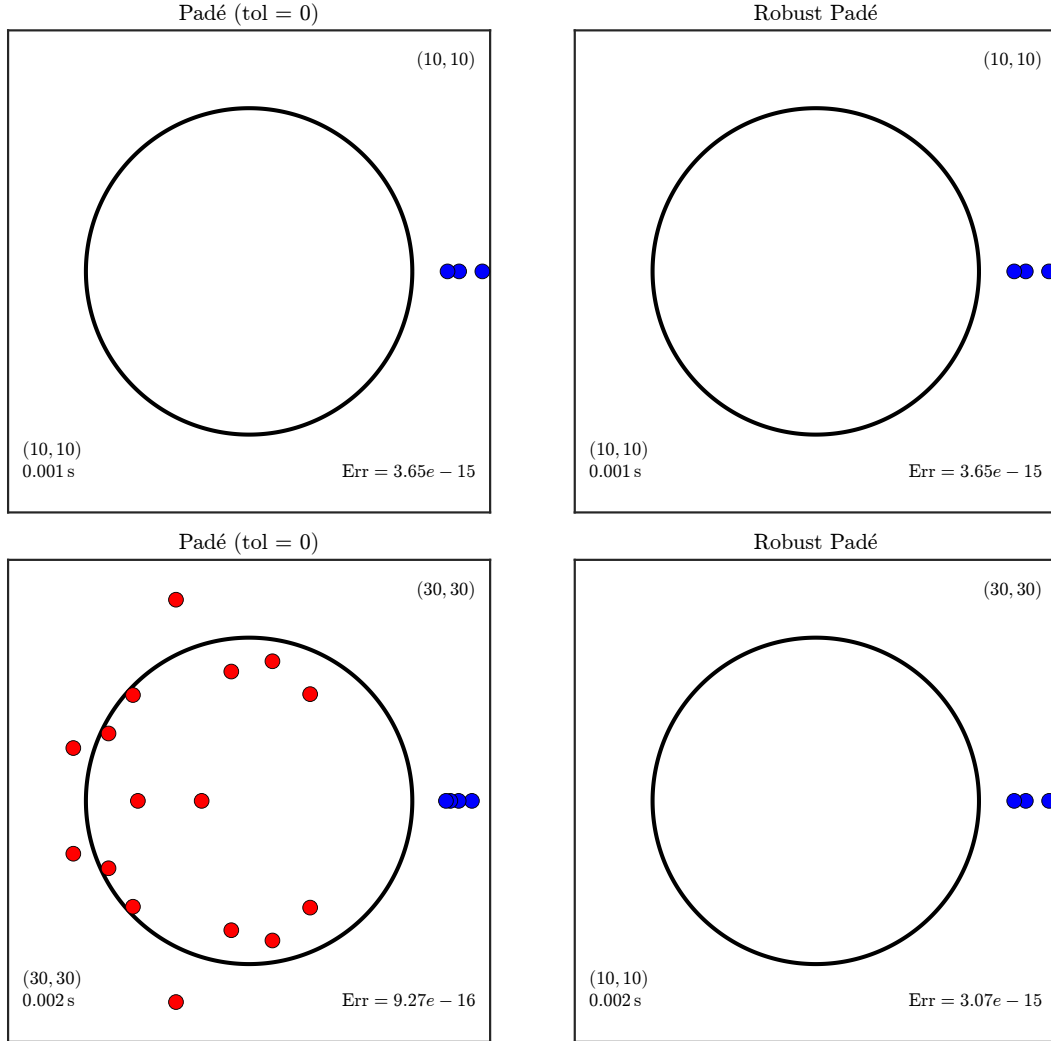 Padé (tol = 0)
(10, 10)
(10, 10)
0.001 s
Err = 3.65e − 15
Robust Padé
(10, 10)
(10, 10)
0.001 s
Err = 3.65e − 15
Padé (tol = 0)
(30, 30)
(30, 30)
0.002 s
Err = 9.27e − 16
Robust Padé
(30, 30)
(10, 10)
0.002 s
Err = 3.07e − 15